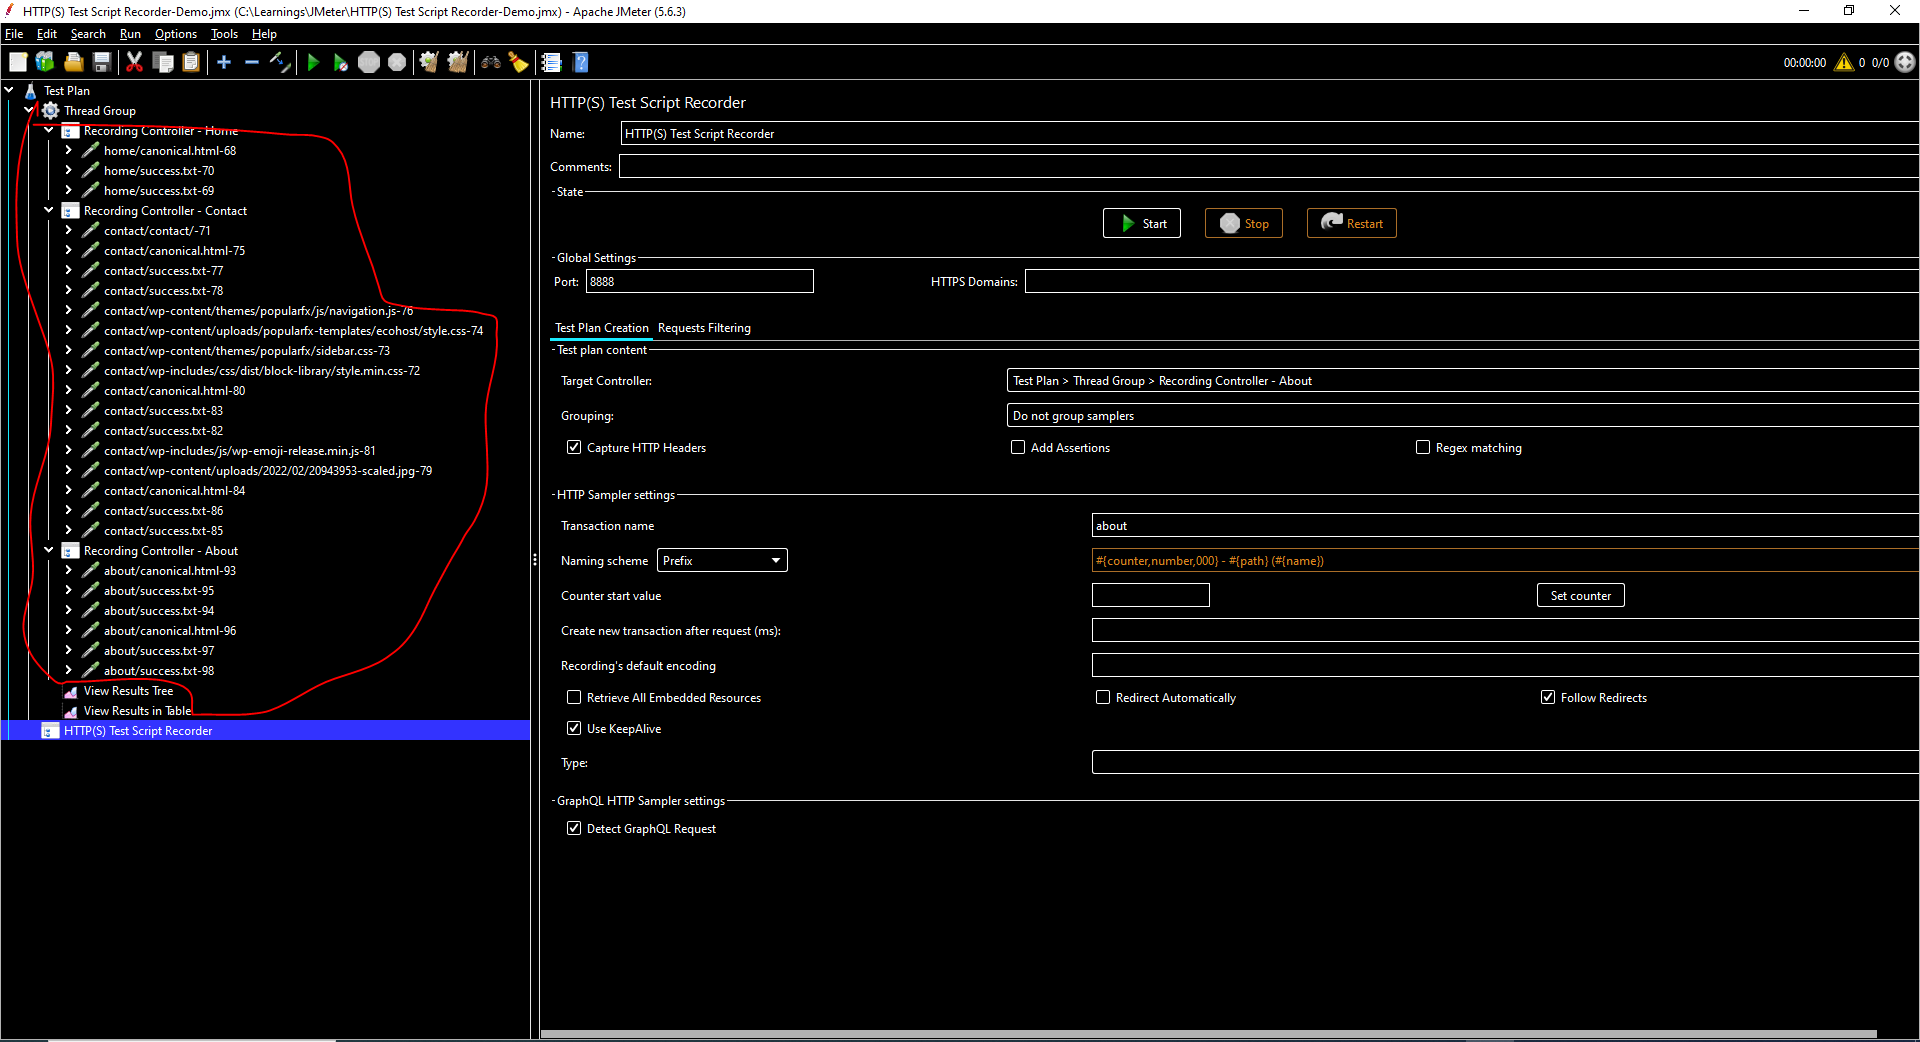 HTTP(S) Test Script Recorder-Demo.jmx (C:\Learnings\JMeter\HTTP(S) Test Script Recorder-Demo.jmx) - Apache JMeter (5.6.3)
File Edit Search Run Options Tools Help
00:00:00 0 0/0
Test Plan
Thread Group
Recording Controller - Home
home/canonical.html-68
home/success.txt-70
home/success.txt-69
Recording Controller - Contact
contact/contact/-71
contact/canonical.html-75
contact/success.txt-77
contact/success.txt-78
contact/wp-content/themes/popularfx/js/navigation.js-76
contact/wp-content/uploads/popularfx-templates/ecohost/style.css-74
contact/wp-content/themes/popularfx/sidebar.css-73
contact/wp-includes/css/dist/block-library/style.min.css-72
contact/canonical.html-80
contact/success.txt-83
contact/success.txt-82
contact/wp-includes/js/wp-emoji-release.min.js-81
contact/wp-content/uploads/2022/02/20943953-scaled.jpg-79
contact/canonical.html-84
contact/success.txt-86
contact/success.txt-85
Recording Controller - About
about/canonical.html-93
about/success.txt-95
about/success.txt-94
about/canonical.html-96
about/success.txt-97
about/success.txt-98
View Results Tree
View Results in Table
HTTP(S) Test Script Recorder
HTTP(S) Test Script Recorder
Name: HTTP(S) Test Script Recorder
Comments:
State
Start Stop Restart
Global Settings
Port: 8888 HTTPS Domains:
Test Plan Creation Requests Filtering
Test plan content
Target Controller: Test Plan > Thread Group > Recording Controller - About
Grouping: Do not group samplers
Capture HTTP Headers Add Assertions Regex matching
HTTP Sampler settings
Transaction name about
Naming scheme Prefix #{counter,number,000} - #{path} (#{name})
Counter start value Set counter
Create new transaction after request (ms):
Recording's default encoding
Retrieve All Embedded Resources Redirect Automatically Follow Redirects
Use KeepAlive
Type:
GraphQL HTTP Sampler settings
Detect GraphQL Request